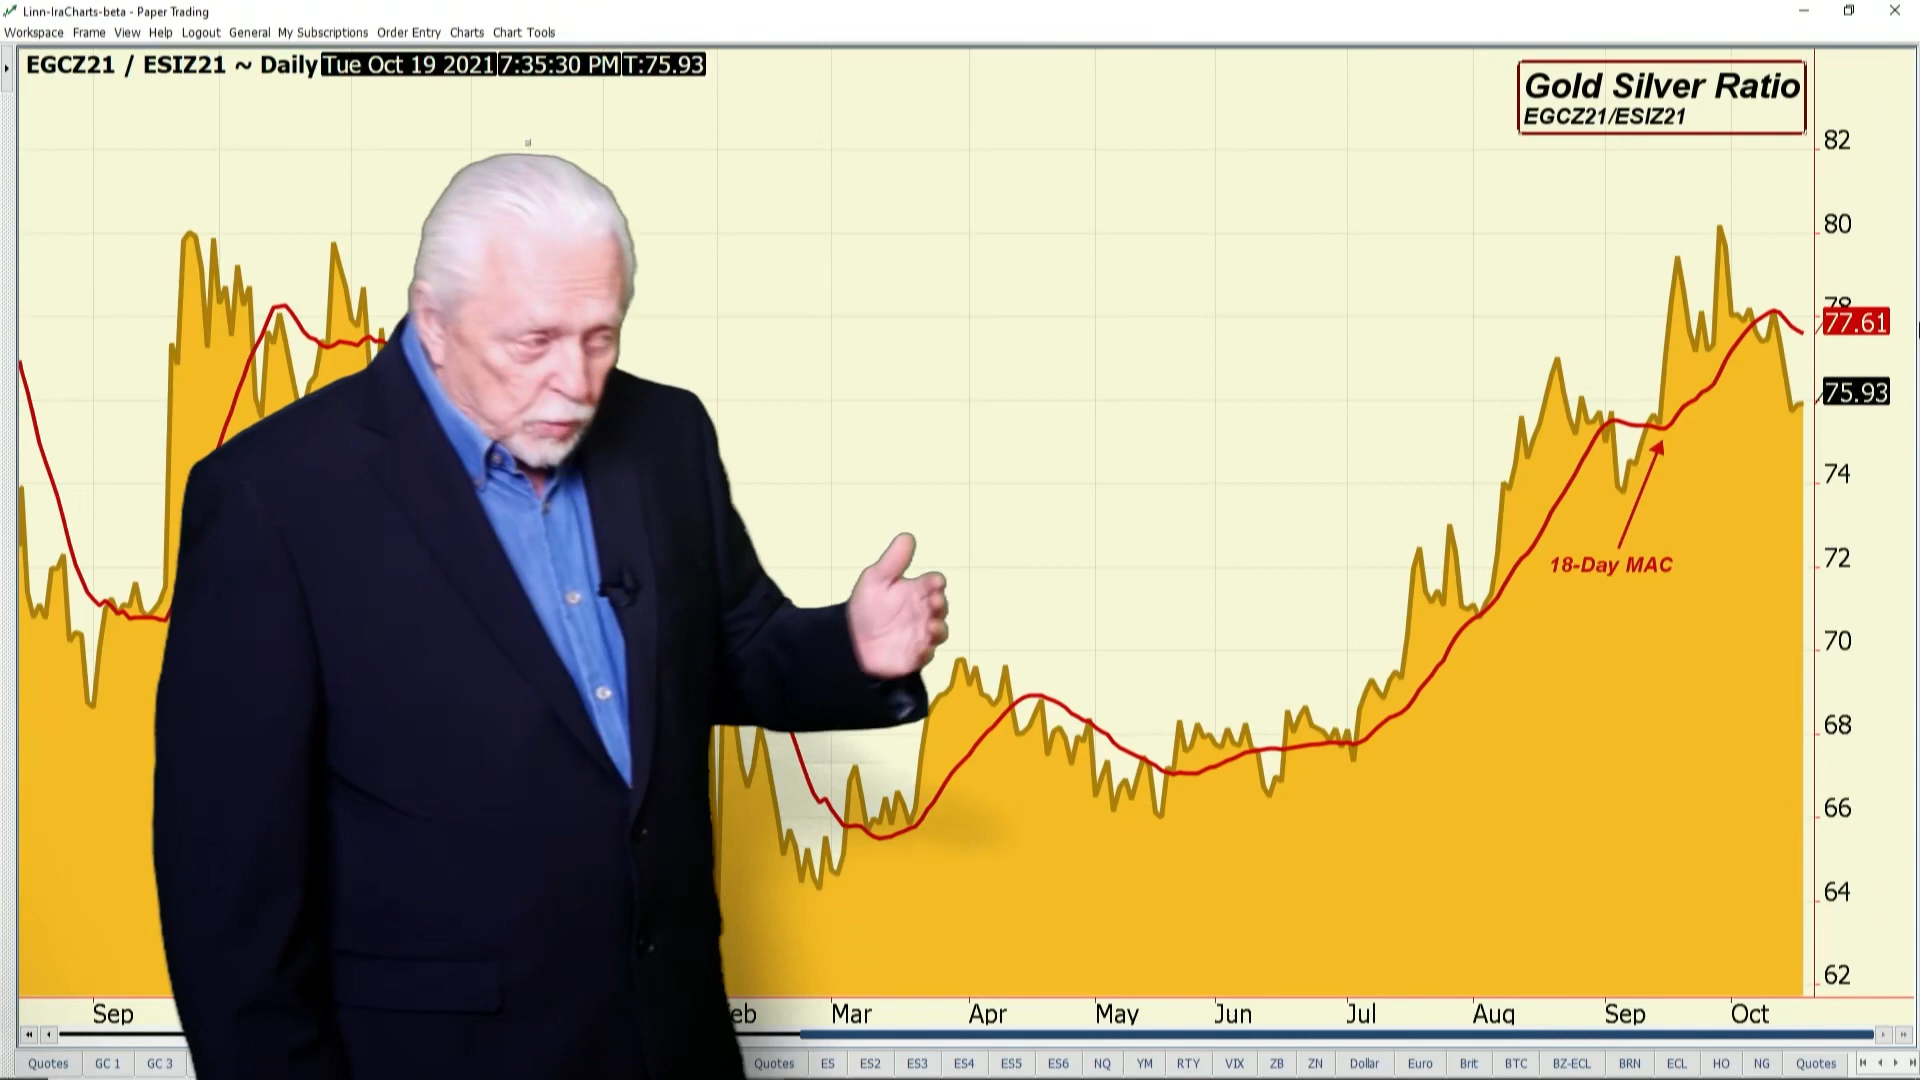 Linn-IraCharts-beta - Paper Trading
Workspace Frame View Help Logout General My Subscriptions Order Entry Charts Chart Tools
EGCZ21 / ESIZ21 ~ Daily Tue Oct 19 2021 7:35:30 PM T:75.93
Gold Silver Ratio
EGCZ21/ESIZ21
82
80
78
77.61
75.93
74
72
18-Day MAC
70
68
66
64
62
Sep eb Mar Apr May Jun Jul Aug Sep Oct
Quotes GC 1 GC 3 Quotes ES ES2 ES3 ES4 ES5 ES6 NQ YM RTY VIX ZB ZN Dollar Euro Brit BTC BZ-ECL BRN ECL HO NG Quotes